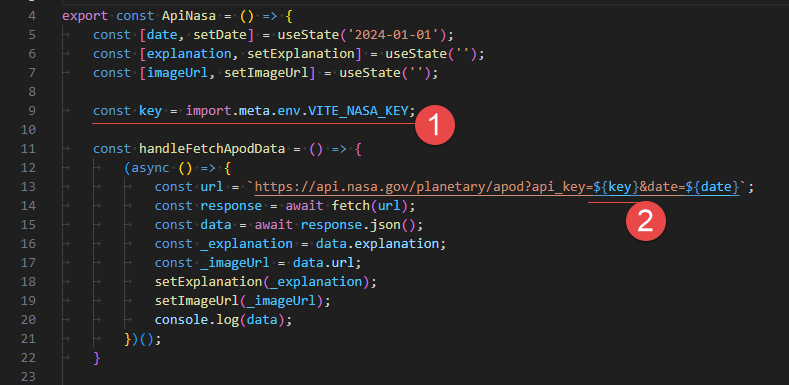 4 export const ApiNasa = () => {
5 const [date, setDate] = useState('2024-01-01');
6 const [explanation, setExplanation] = useState('');
7 const [imageUrl, setImageUrl] = useState('');
8
9 const key = import.meta.env.VITE_NASA_KEY;
1
10
11 const handleFetchApodData = () => {
12 (async () => {
13 const url = `https://api.nasa.gov/planetary/apod?api_key=${key}&date=${date}`;
14 const response = await fetch(url);
2
15 const data = await response.json();
16 const _explanation = data.explanation;
17 const _imageUrl = data.url;
18 setExplanation(_explanation);
19 setImageUrl(_imageUrl);
20 console.log(data);
21 })();
22 }
23